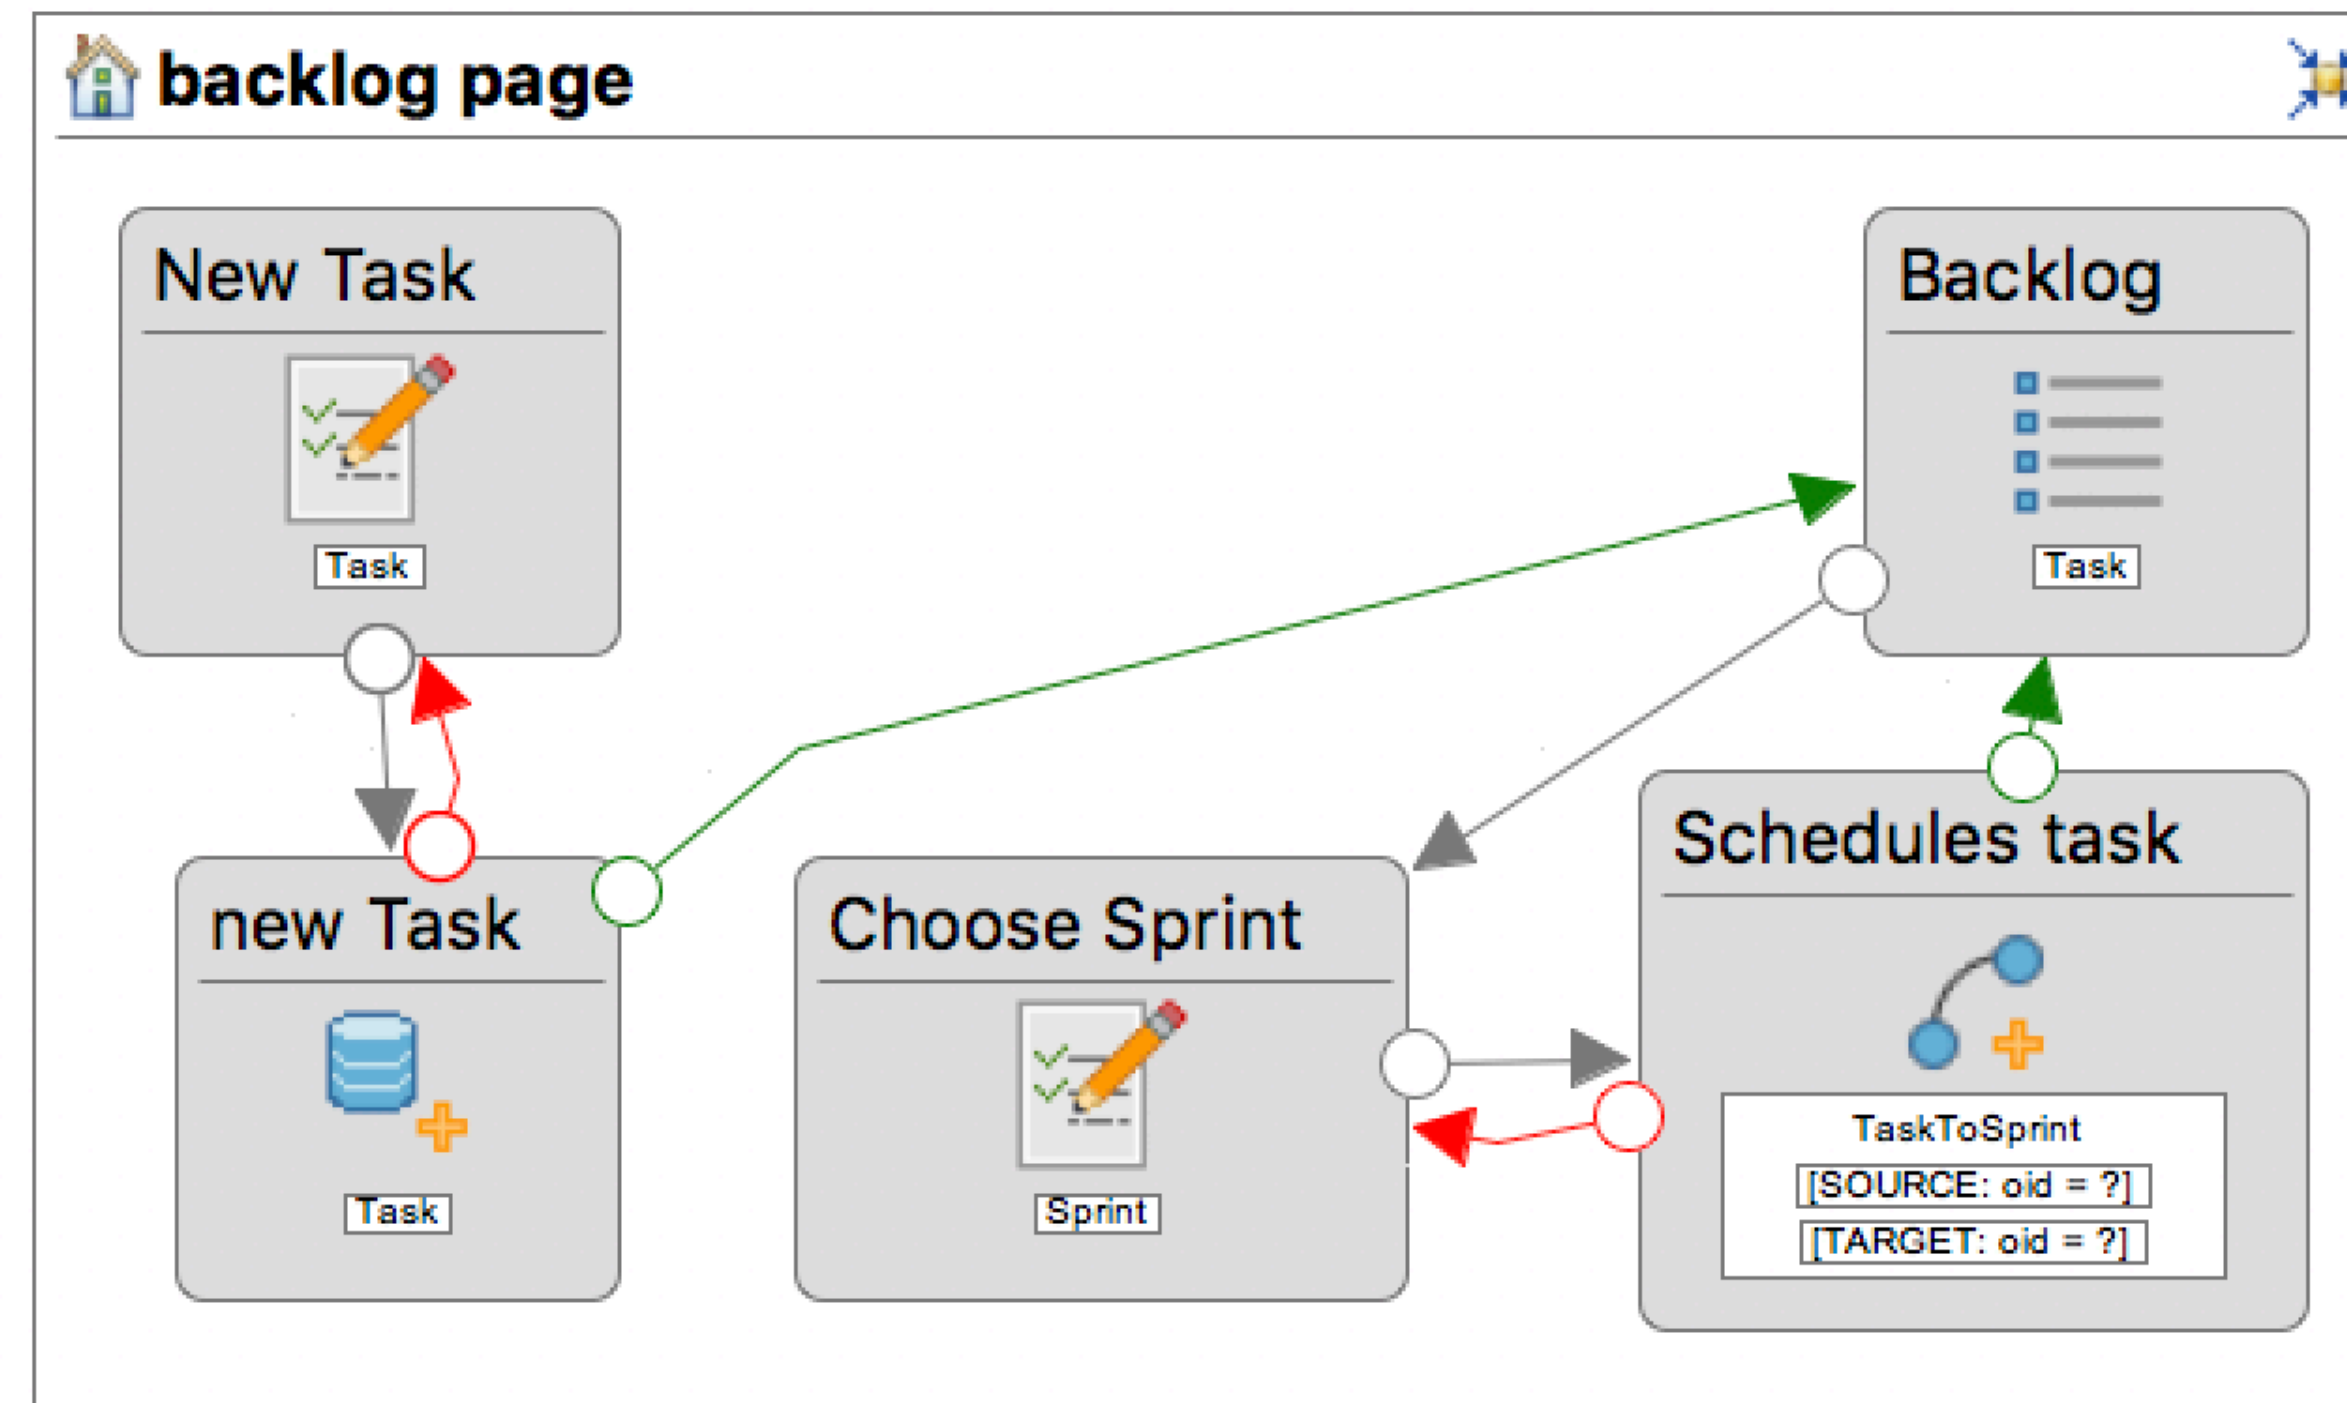 backlog page
New Task
Task
Backlog
Task
new Task
Task
Choose Sprint
Sprint
Schedules task
TaskToSprint
[SOURCE: oid = ?]
[TARGET: oid = ?]